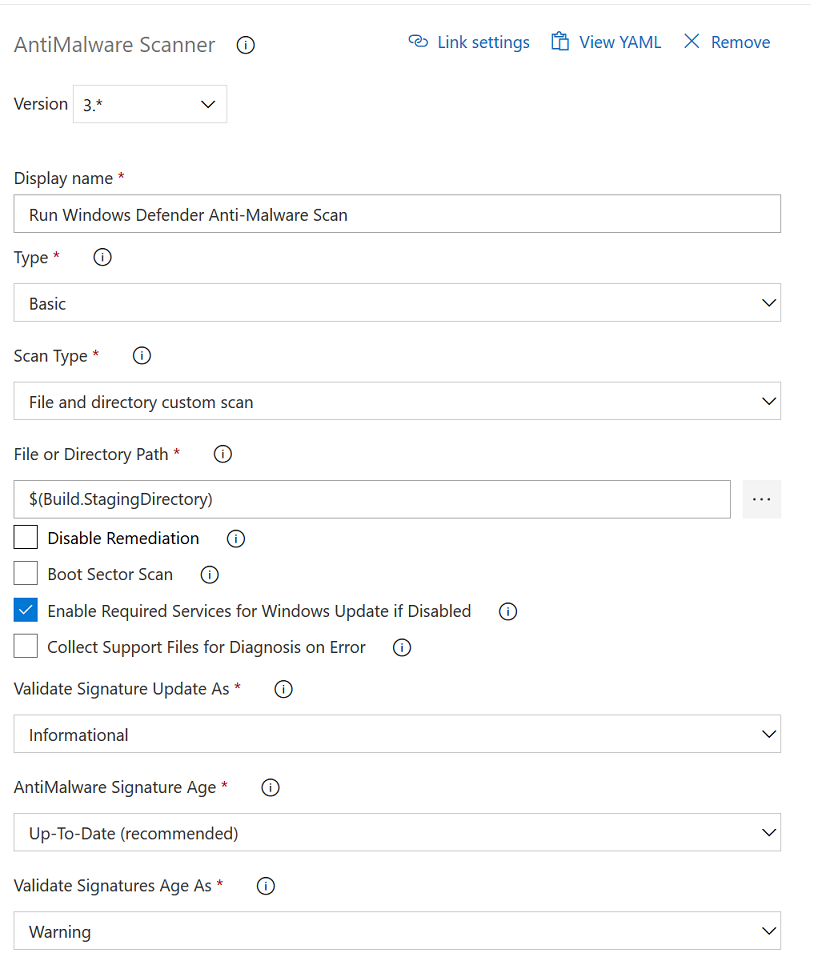 AntiMalware Scanner Link settings View YAML Remove
Version 3.*
Display name *
Run Windows Defender Anti-Malware Scan
Type *
Basic
Scan Type *
File and directory custom scan
File or Directory Path *
$(Build.StagingDirectory) ...
Disable Remediation
Boot Sector Scan
Enable Required Services for Windows Update if Disabled
Collect Support Files for Diagnosis on Error
Validate Signature Update As *
Informational
AntiMalware Signature Age *
Up-To-Date (recommended)
Validate Signatures Age As *
Warning